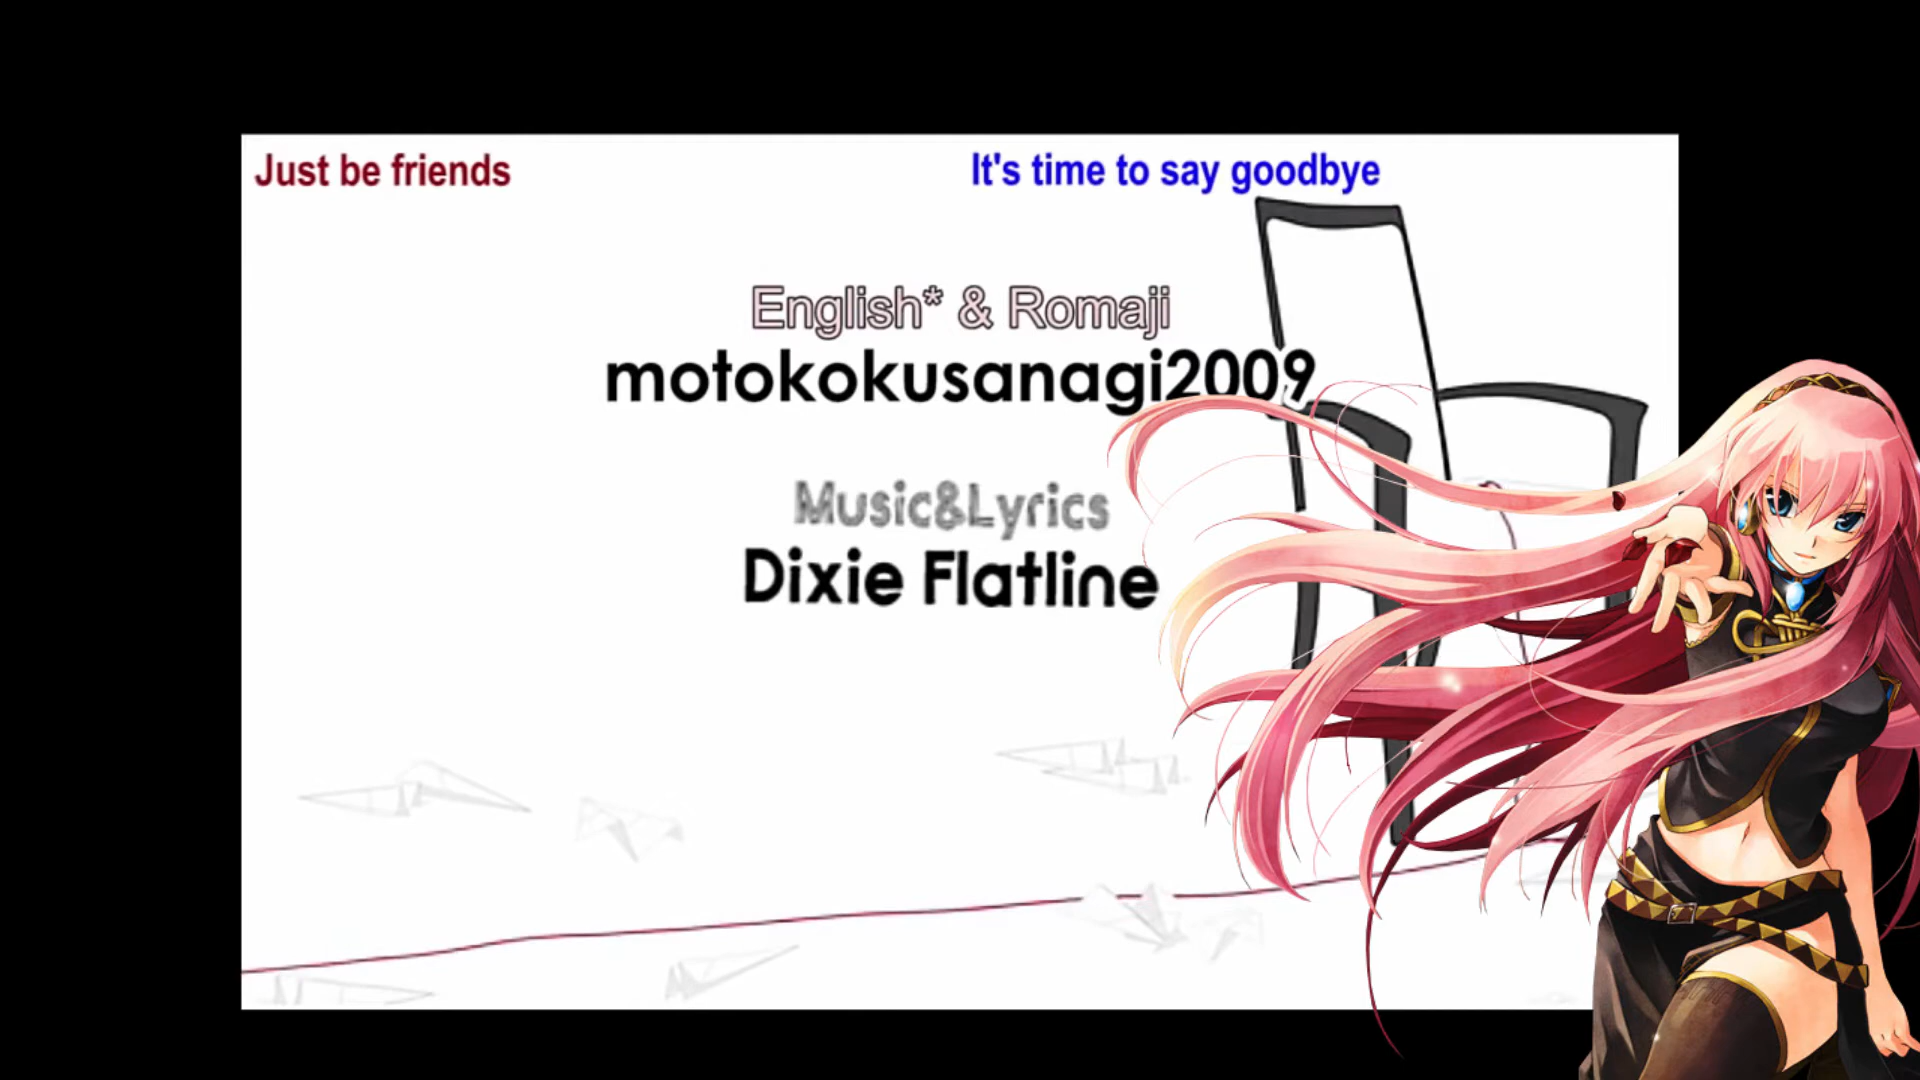 Just be friends
It's time to say goodbye
English* & Romaji
motokokusanagi2009
Music&Lyrics
Dixie Flatline